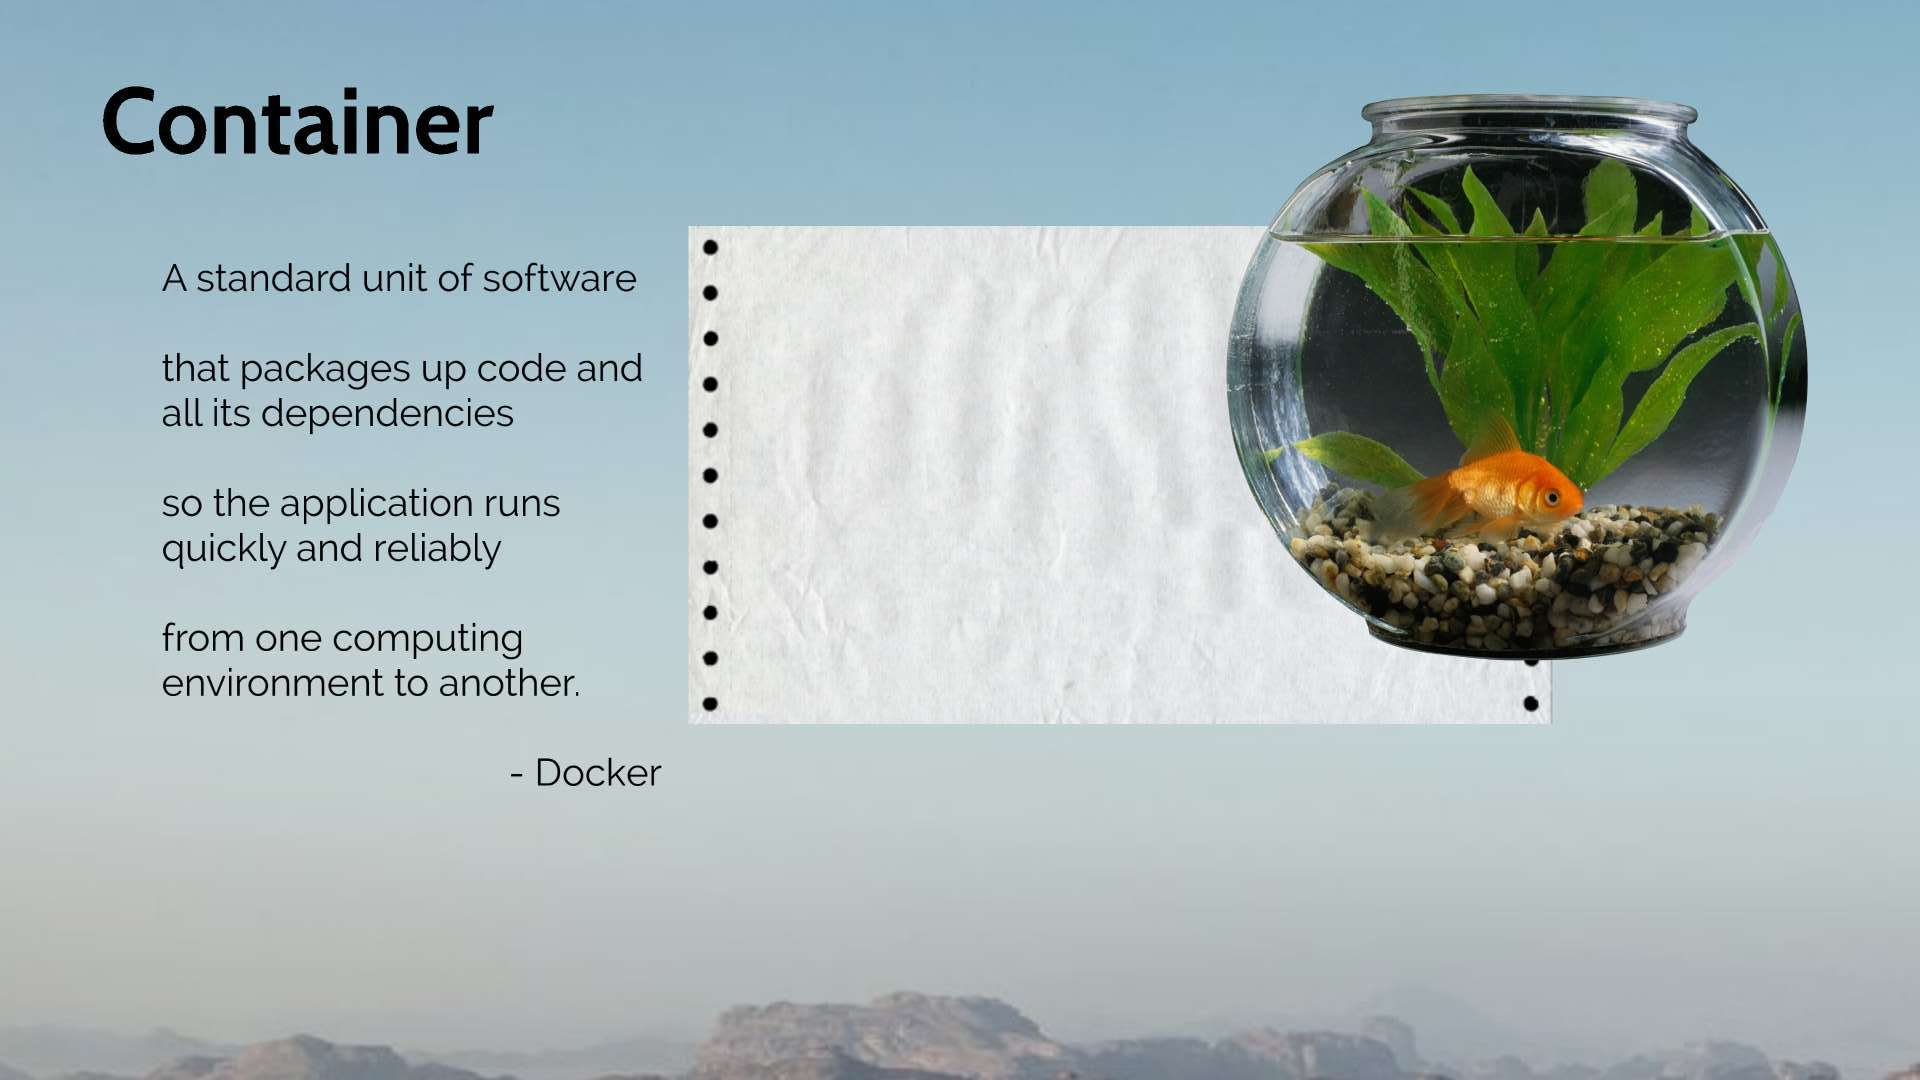 Container
A standard unit of software
that packages up code and
all its dependencies
so the application runs
quickly and reliably
from one computing
environment to another.
- Docker